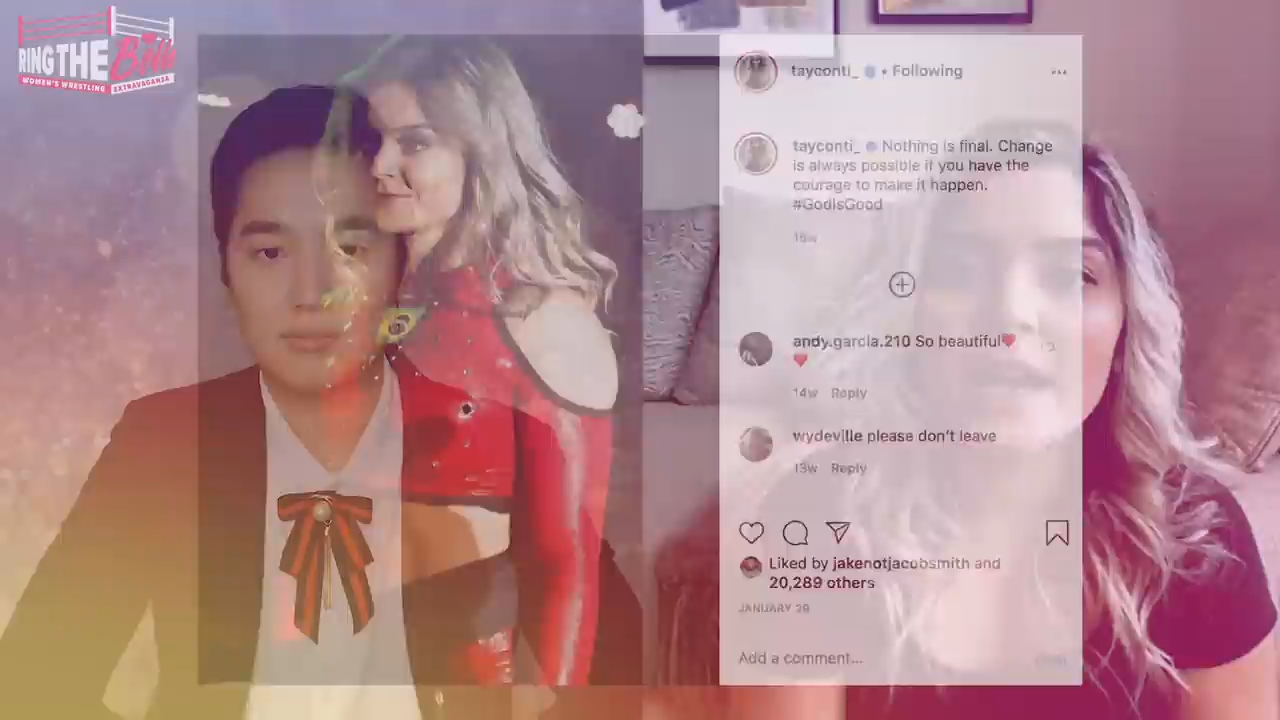 RING THE Belle
WOMEN'S WRESTLING EXTRAVAGANZA
tayconti_ • Following
tayconti_ Nothing is final. Change
is always possible if you have the
courage to make it happen.
#GodIsGood
andy.garcia.210 So beautiful❤️
❤️
14w Reply
wydeville please don't leave
13w Reply
Liked by jakenotjacobsmith and
20,289 others
JANUARY 29
Add a comment...